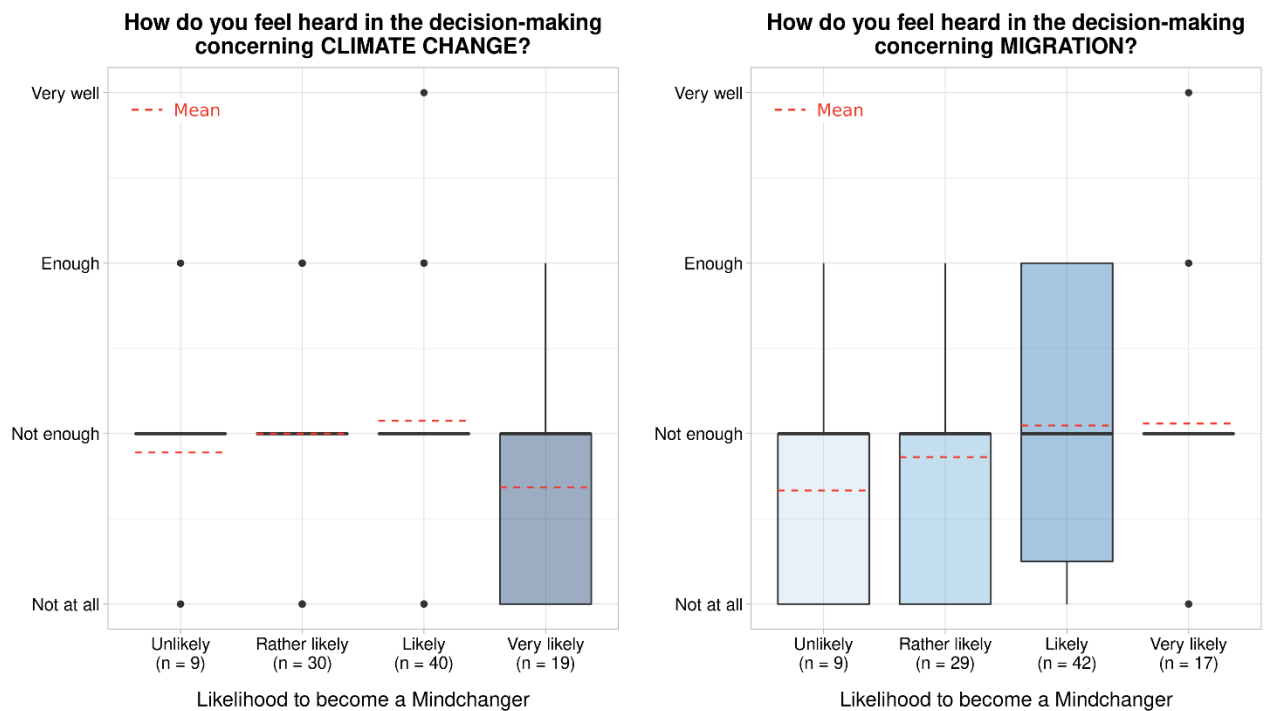 How do you feel heard in the decision-making
concerning CLIMATE CHANGE?
Very well
Enough
Not enough
Not at all
Mean
Unlikely
(n = 9)
Rather likely
(n = 30)
Likely
(n = 40)
Very likely
(n = 19)
Likelihood to become a Mindchanger
How do you feel heard in the decision-making
concerning MIGRATION?
Very well
Enough
Not enough
Not at all
Mean
Unlikely
(n = 9)
Rather likely
(n = 29)
Likely
(n = 42)
Very likely
(n = 17)
Likelihood to become a Mindchanger